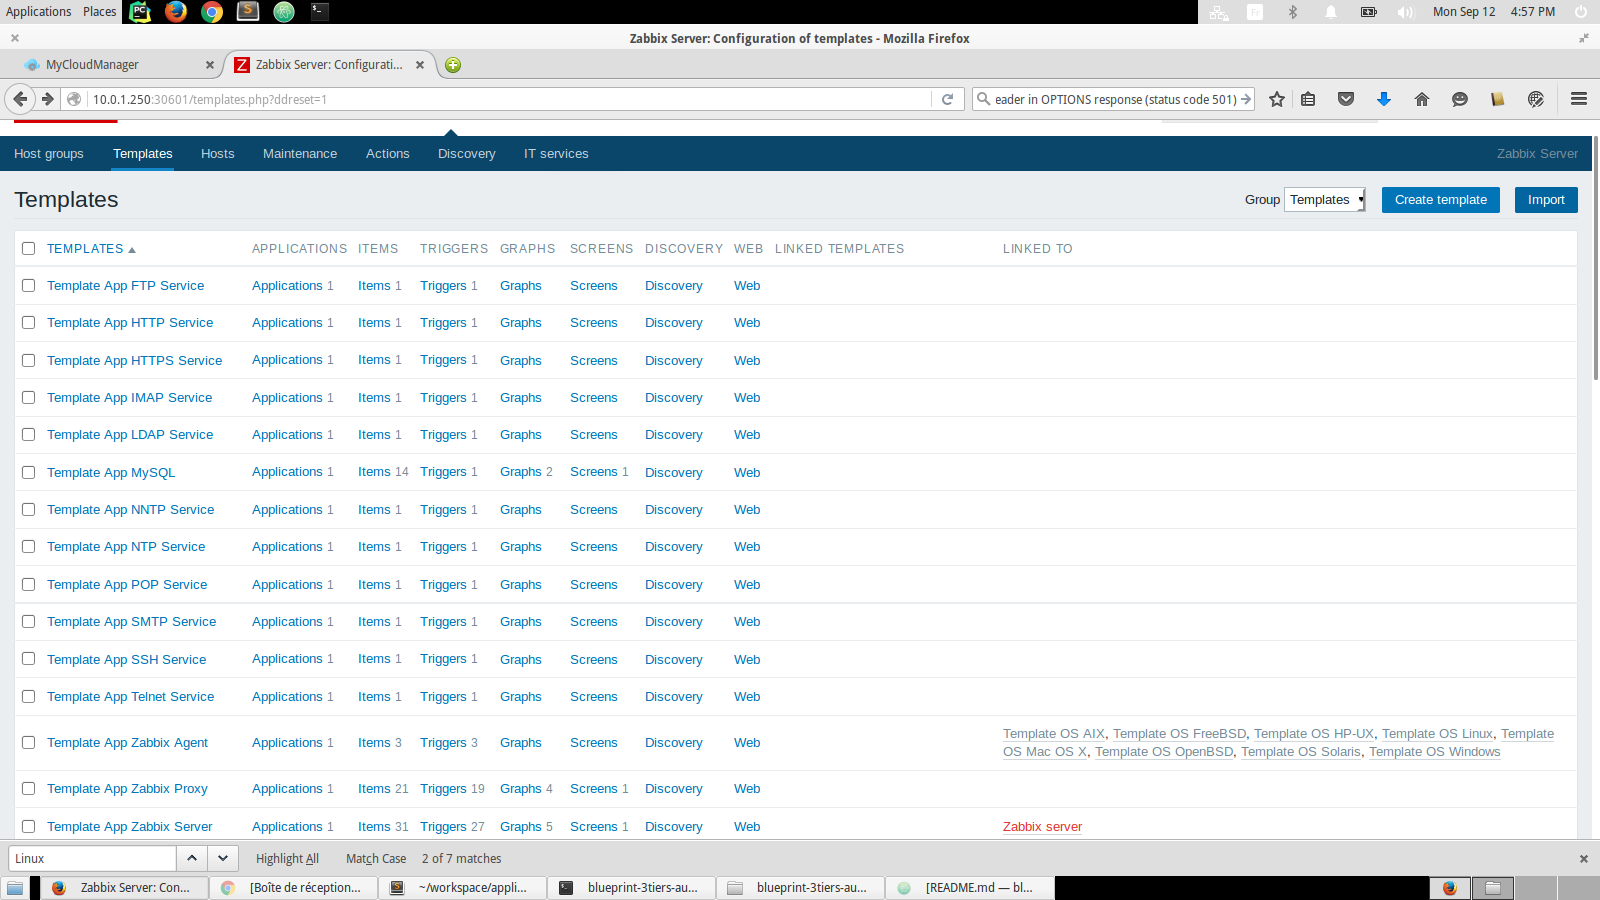 Applications Places Mon Sep 12 4:57 PM
Zabbix Server: Configuration of templates - Mozilla Firefox
MyCloudManager Zabbix Server: Configurati...
10.0.1.250:30601/templates.php?ddreset=1 eader in OPTIONS response (status code 501)
Host groups Templates Hosts Maintenance Actions Discovery IT services Zabbix Server
Templates Group Templates Create template Import
TEMPLATES APPLICATIONS ITEMS TRIGGERS GRAPHS SCREENS DISCOVERY WEB LINKED TEMPLATES LINKED TO
Template App FTP Service Applications 1 Items 1 Triggers 1 Graphs Screens Discovery Web
Template App HTTP Service Applications 1 Items 1 Triggers 1 Graphs Screens Discovery Web
Template App HTTPS Service Applications 1 Items 1 Triggers 1 Graphs Screens Discovery Web
Template App IMAP Service Applications 1 Items 1 Triggers 1 Graphs Screens Discovery Web
Template App LDAP Service Applications 1 Items 1 Triggers 1 Graphs Screens Discovery Web
Template App MySQL Applications 1 Items 14 Triggers 1 Graphs 2 Screens 1 Discovery Web
Template App NNTP Service Applications 1 Items 1 Triggers 1 Graphs Screens Discovery Web
Template App NTP Service Applications 1 Items 1 Triggers 1 Graphs Screens Discovery Web
Template App POP Service Applications 1 Items 1 Triggers 1 Graphs Screens Discovery Web
Template App SMTP Service Applications 1 Items 1 Triggers 1 Graphs Screens Discovery Web
Template App SSH Service Applications 1 Items 1 Triggers 1 Graphs Screens Discovery Web
Template App Telnet Service Applications 1 Items 1 Triggers 1 Graphs Screens Discovery Web
Template App Zabbix Agent Applications 1 Items 3 Triggers 3 Graphs Screens Discovery Web Template OS AIX, Template OS FreeBSD, Template OS HP-UX, Template OS Linux, Template
OS Mac OS X, Template OS OpenBSD, Template OS Solaris, Template OS Windows
Template App Zabbix Proxy Applications 1 Items 21 Triggers 19 Graphs 4 Screens 1 Discovery Web
Template App Zabbix Server Applications 1 Items 31 Triggers 27 Graphs 5 Screens 1 Discovery Web Zabbix server
Linux Highlight All Match Case 2 of 7 matches
Zabbix Server: Con... [Boîte de réception... ~/workspace/appli... blueprint-3tiers-au... blueprint-3tiers-au... [README.md — bl...